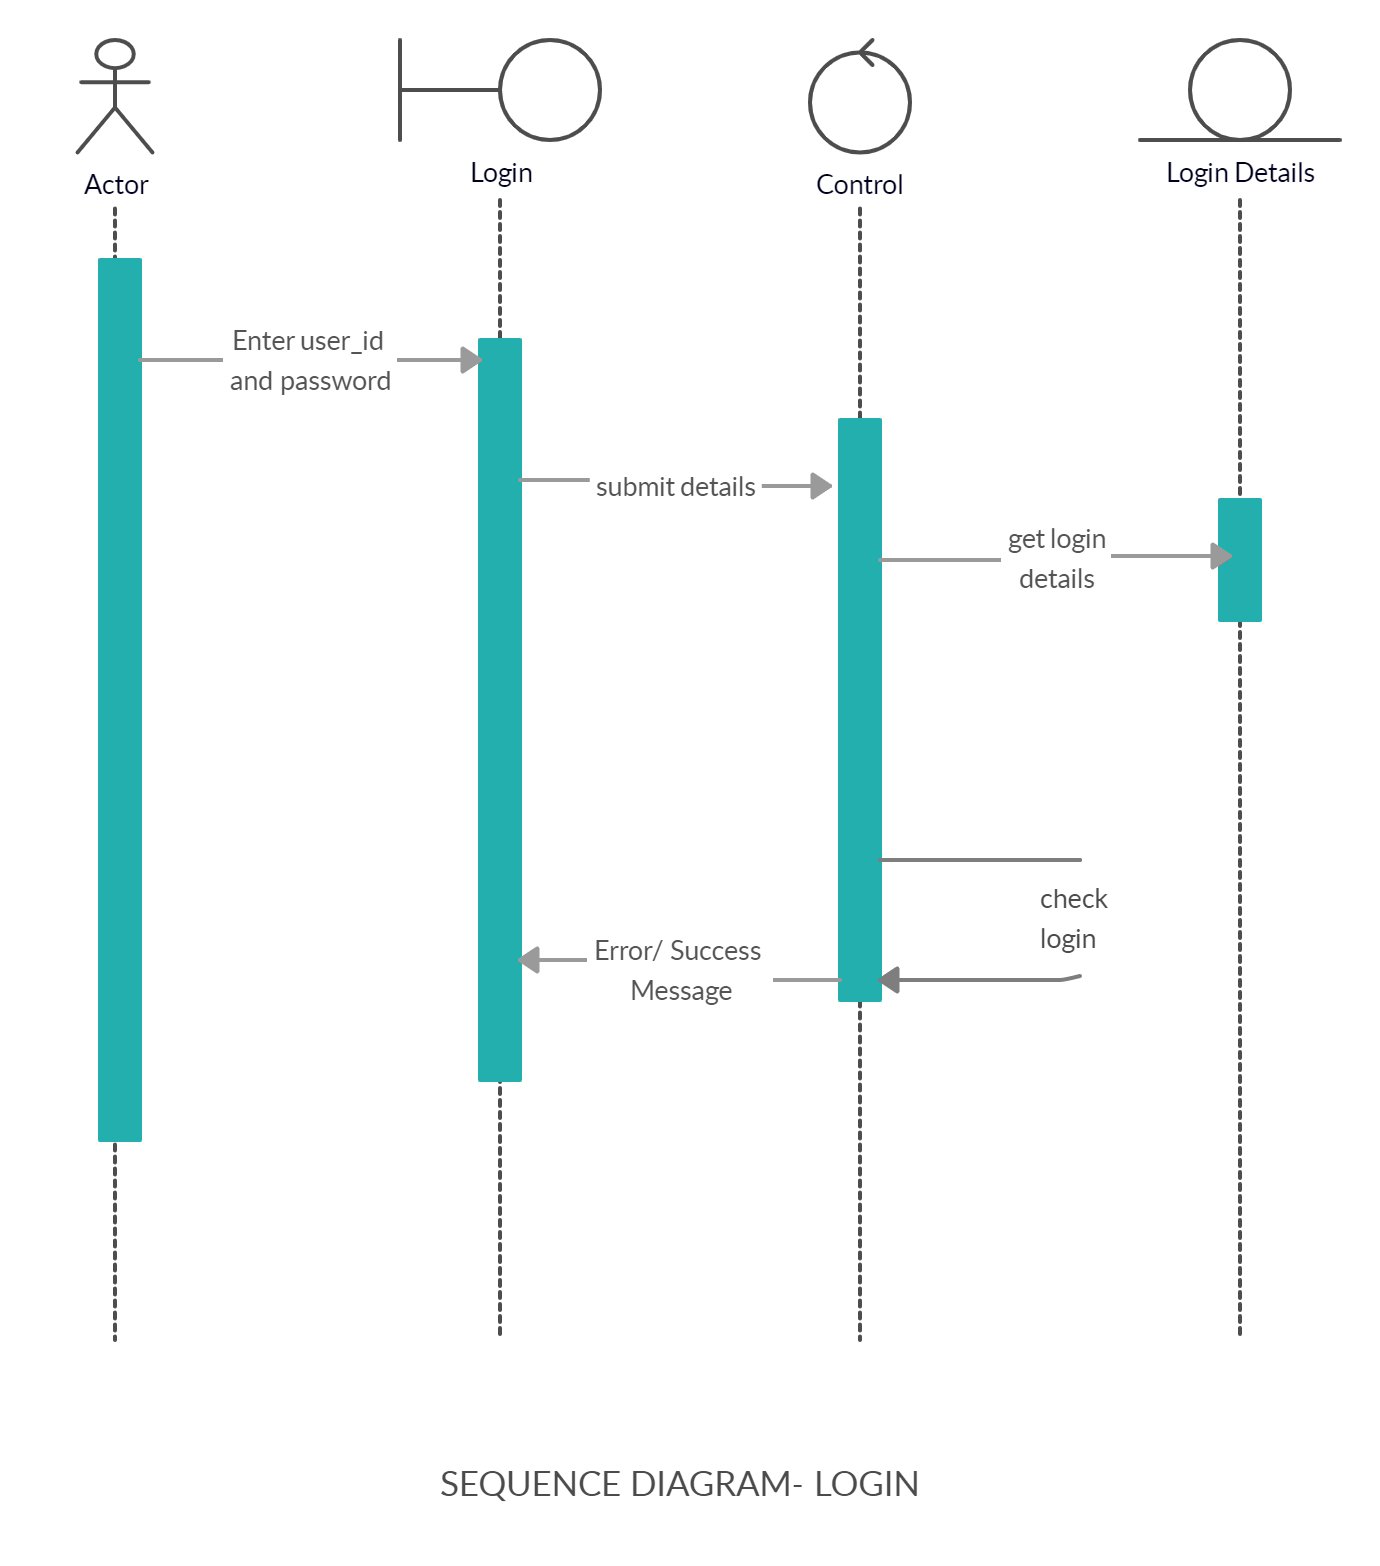 Actor
Login
Control
Login Details
Enter user_id
and password
submit details
get login
details
check
login
Error/ Success
Message
SEQUENCE DIAGRAM- LOGIN